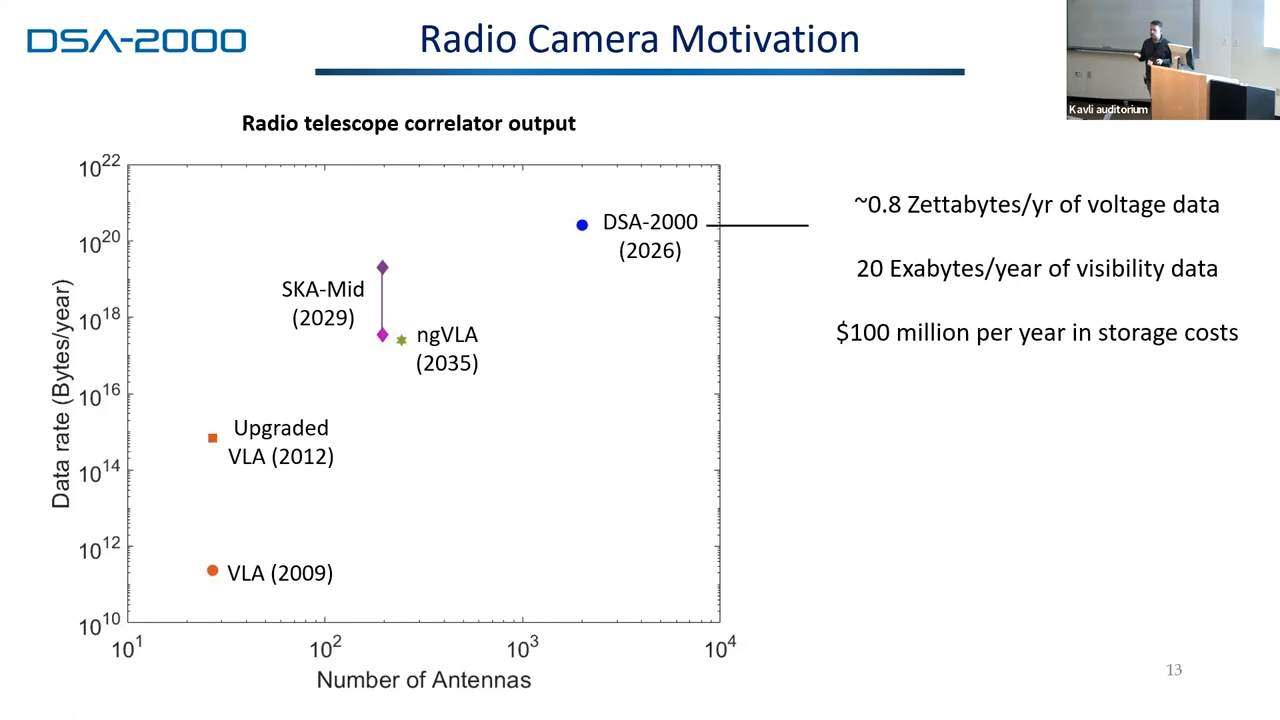 DSA-2000
Radio Camera Motivation
Kavli auditorium
Radio telescope correlator output
10^22
10^20
10^18
10^16
10^14
10^12
10^10
Data rate (Bytes/year)
DSA-2000
(2026)
SKA-Mid
(2029)
ngVLA
(2035)
Upgraded
VLA (2012)
VLA (2009)
10^1
10^2
10^3
10^4
Number of Antennas
~0.8 Zettabytes/yr of voltage data
20 Exabytes/year of visibility data
$100 million per year in storage costs
13